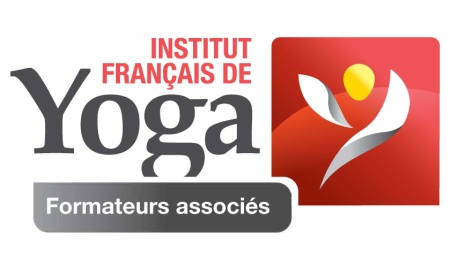 INSTITUT
FRANÇAIS DE
Yoga
Formateurs associés